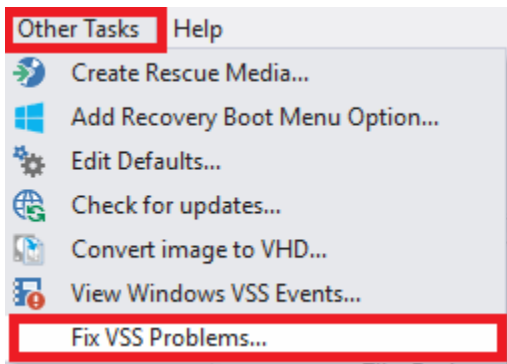 Other Tasks Help
Create Rescue Media...
Add Recovery Boot Menu Option...
Edit Defaults...
Check for updates...
Convert image to VHD...
View Windows VSS Events...
Fix VSS Problems...